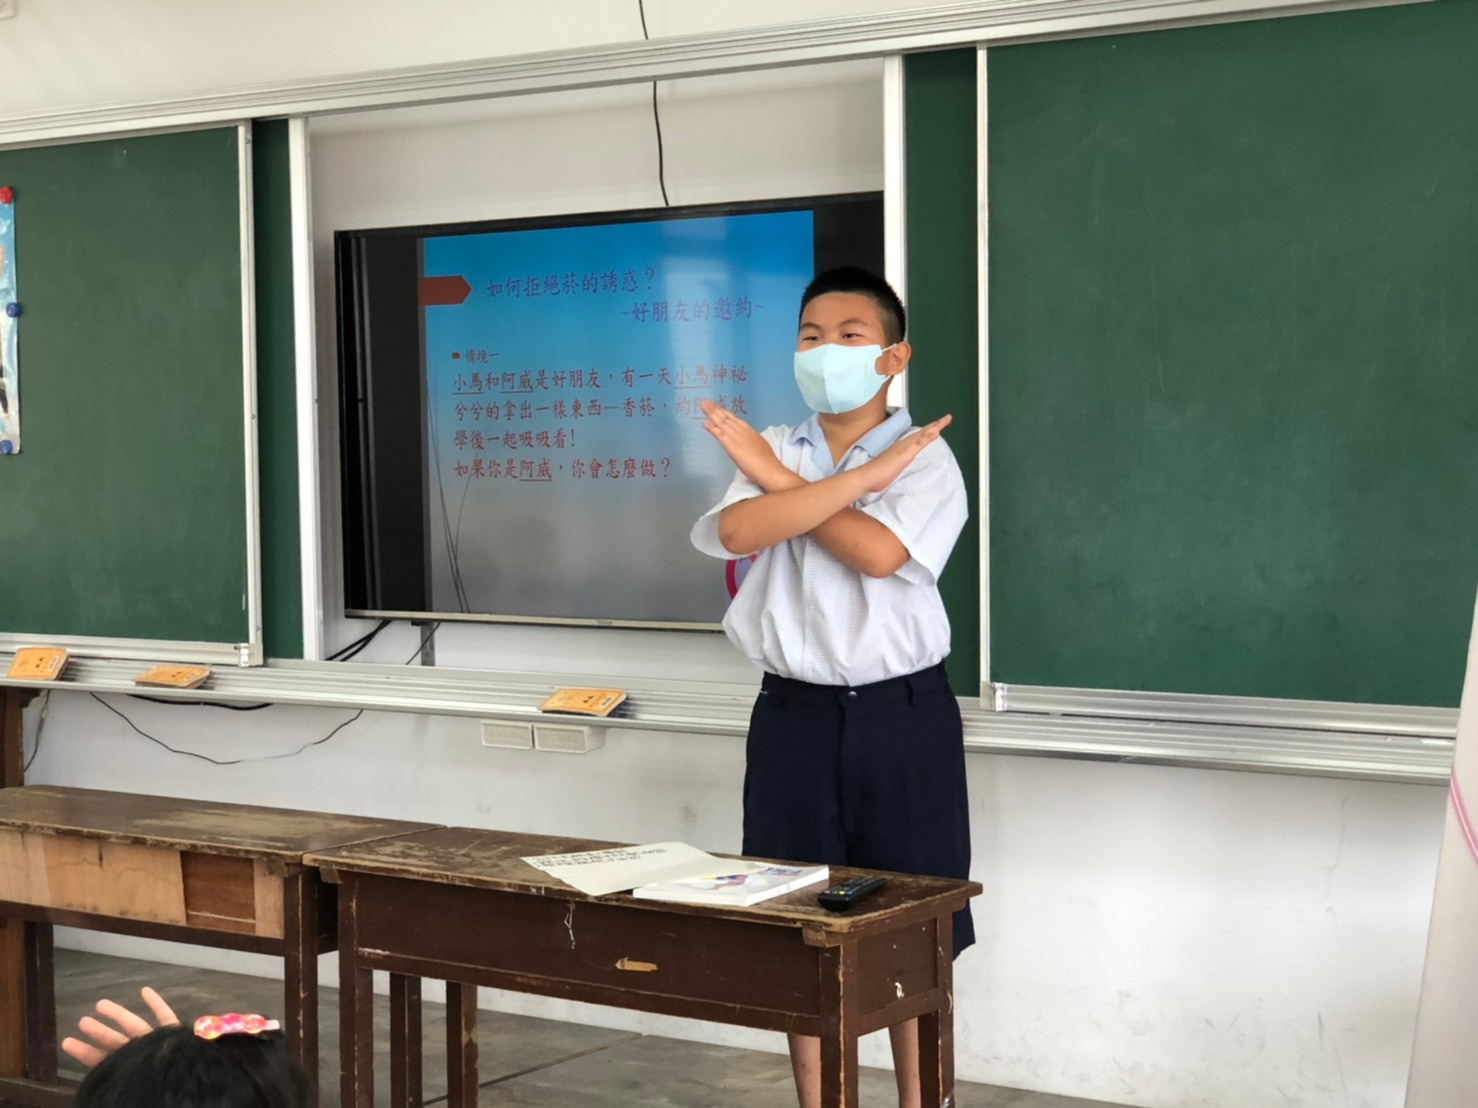 如何拒絕菸的誘惑？
~好朋友的邀約~
情境一
小馬和阿威是好朋友，有一天小馬神祕
兮兮的拿出一樣東西—香菸，約阿威放
學後一起吸吸看！
如果你是阿威，你會怎麼做？